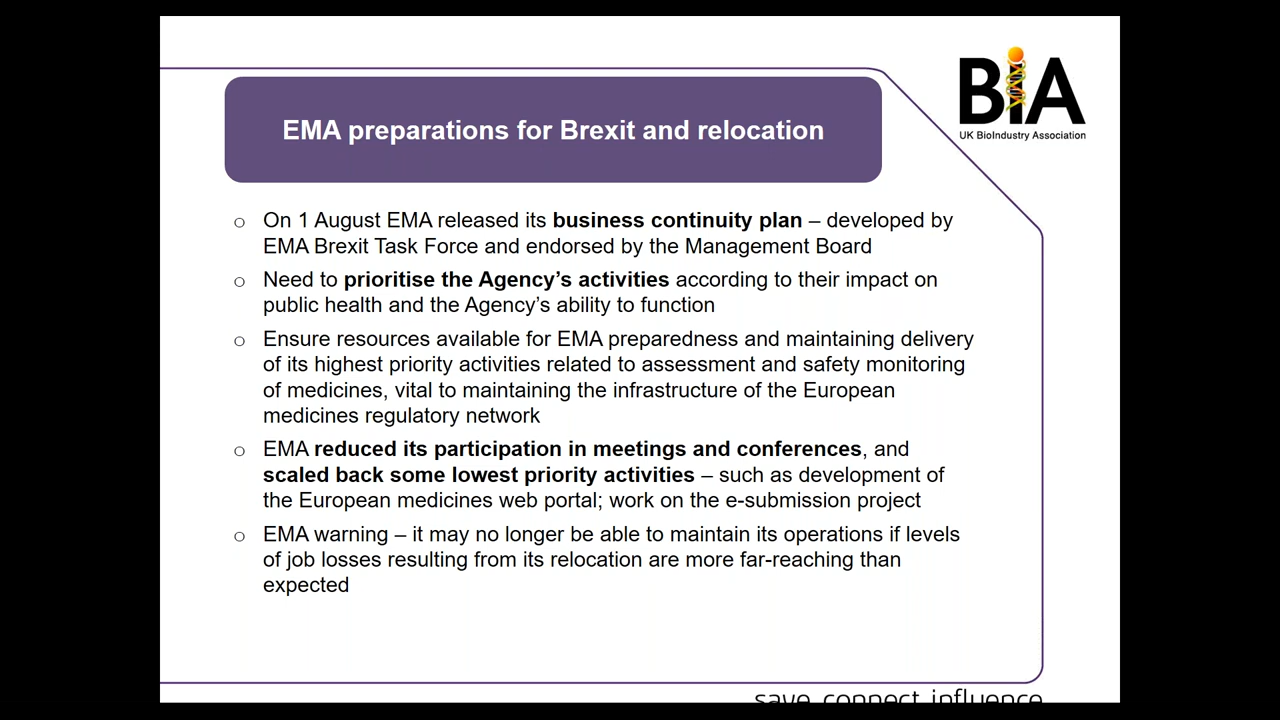 BiA
UK BioIndustry Association
EMA preparations for Brexit and relocation
o On 1 August EMA released its business continuity plan – developed by
EMA Brexit Task Force and endorsed by the Management Board
o Need to prioritise the Agency’s activities according to their impact on
public health and the Agency’s ability to function
o Ensure resources available for EMA preparedness and maintaining delivery
of its highest priority activities related to assessment and safety monitoring
of medicines, vital to maintaining the infrastructure of the European
medicines regulatory network
o EMA reduced its participation in meetings and conferences, and
scaled back some lowest priority activities – such as development of
the European medicines web portal; work on the e-submission project
o EMA warning – it may no longer be able to maintain its operations if levels
of job losses resulting from its relocation are more far-reaching than
expected
save connect influence